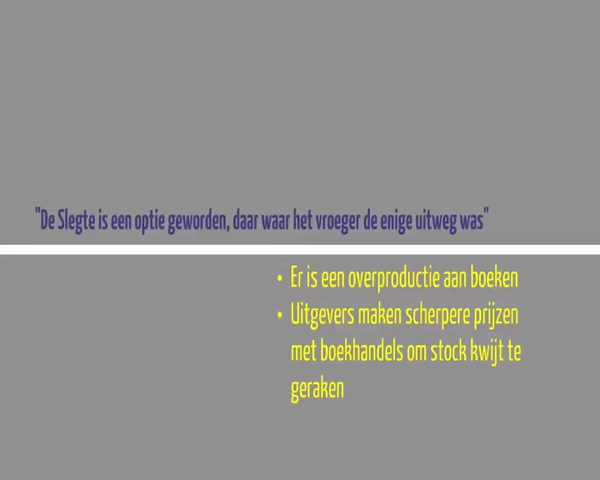 "De Slegte is een optie geworden, daar waar het vroeger de enige uitweg was"
• Er is een overproductie aan boeken
• Uitgevers maken scherpere prijzen
met boekhandels om stock kwijt te
geraken